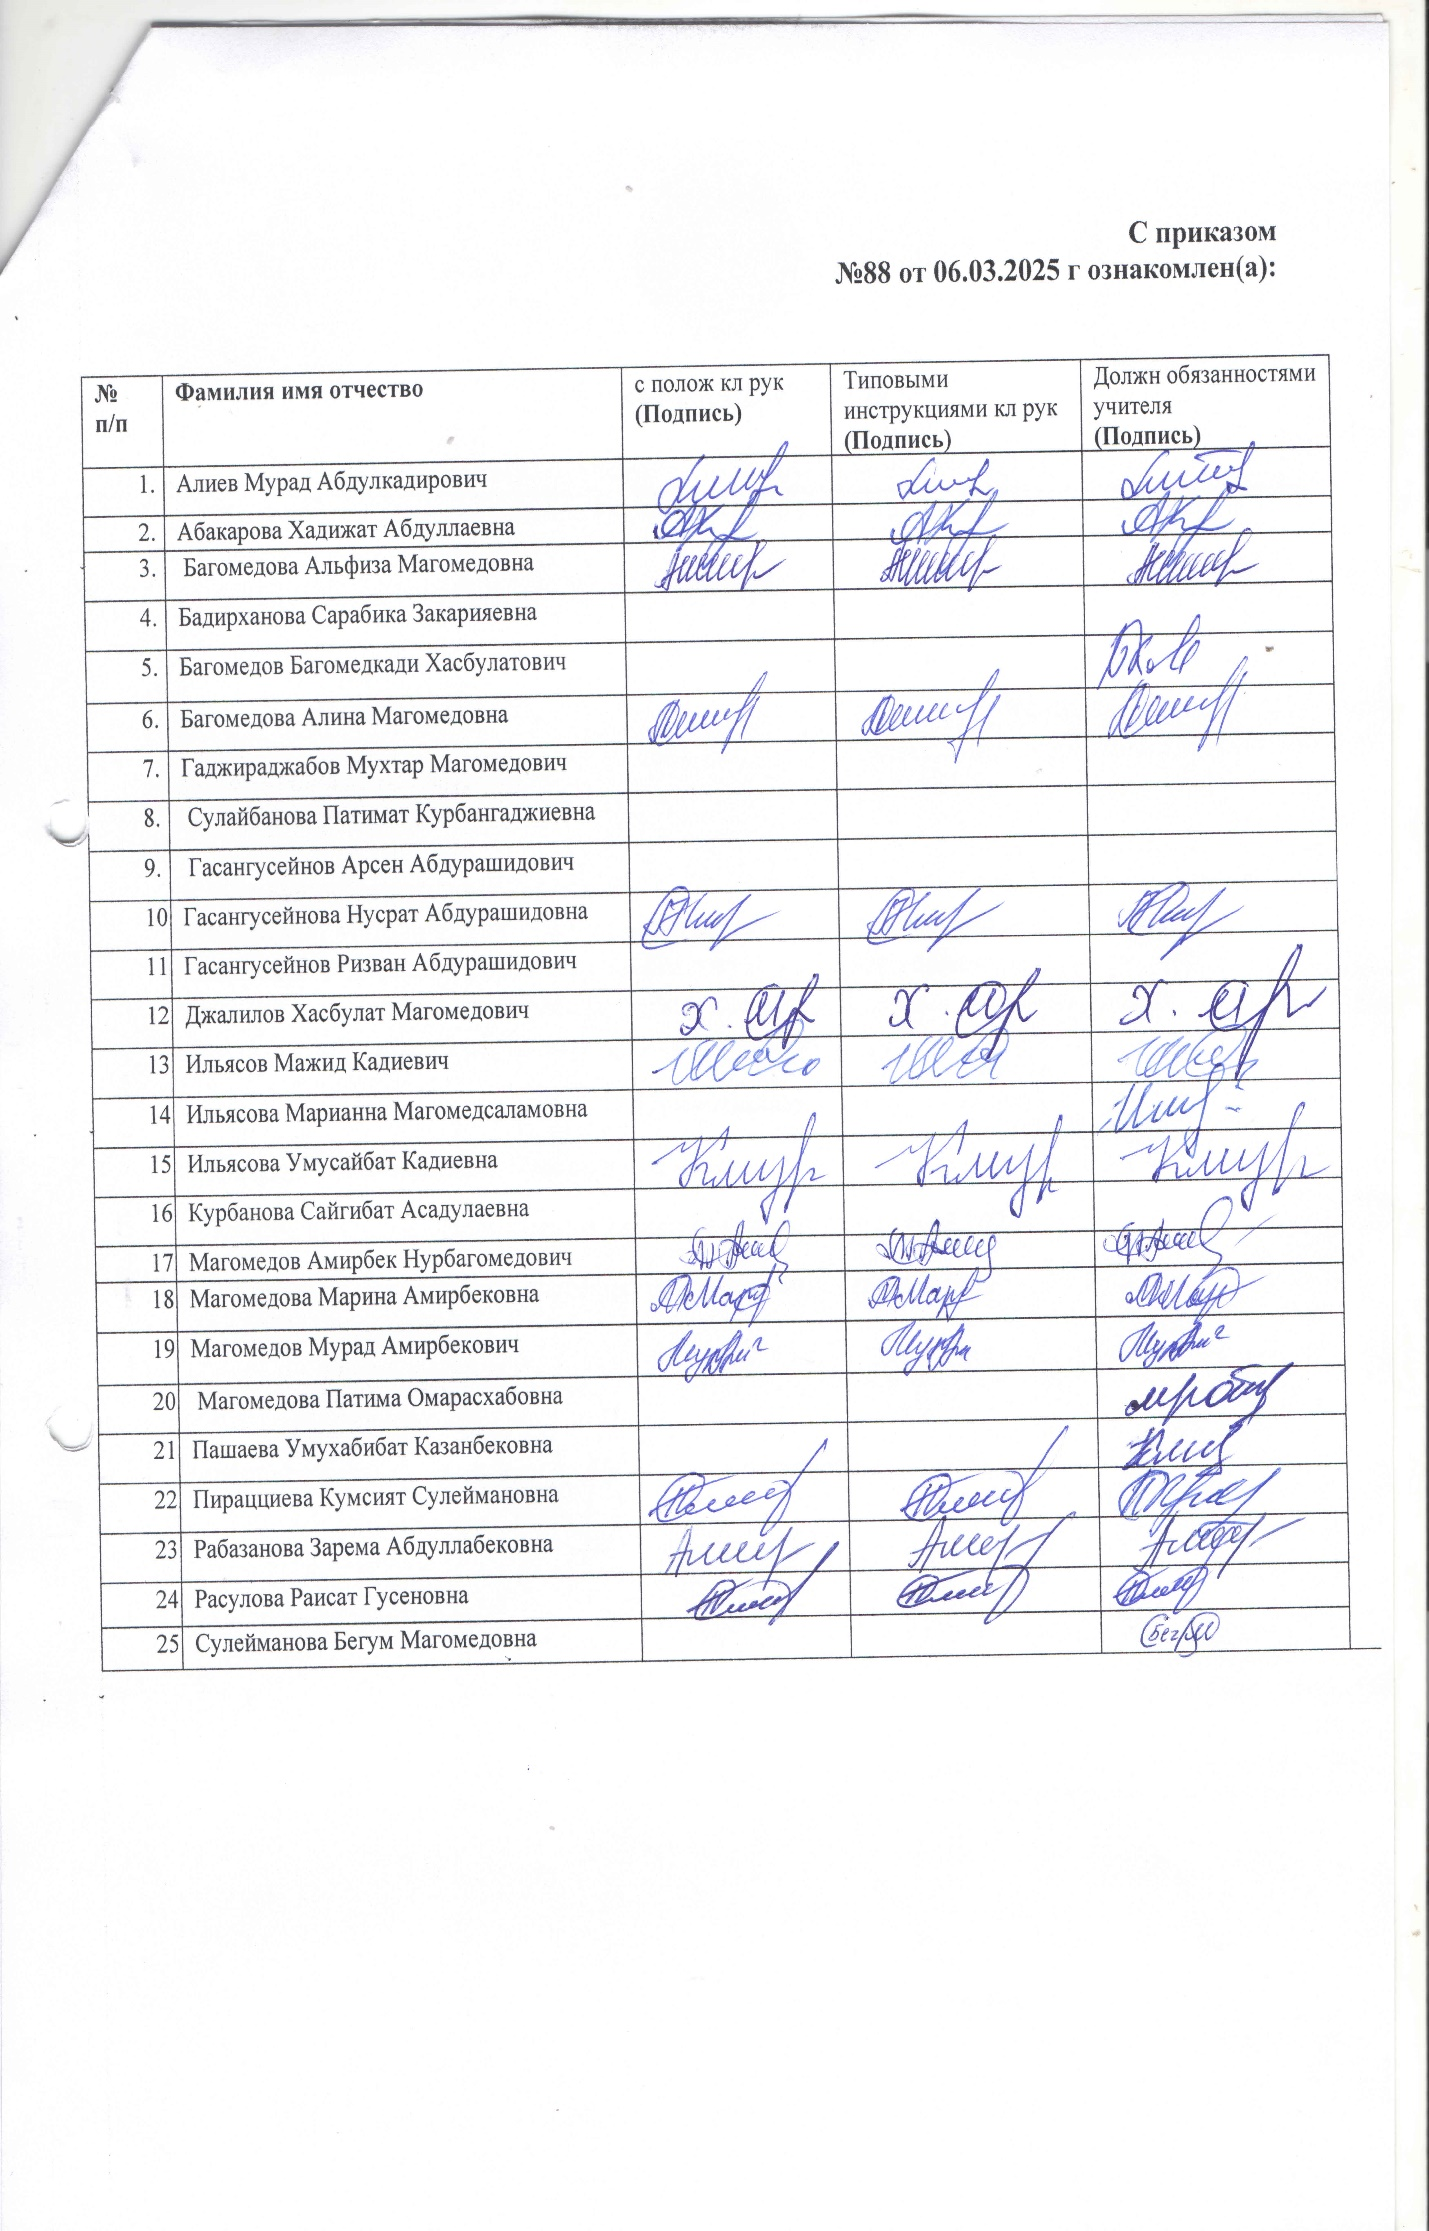 С приказом
№88 от 06.03.2025 г ознакомлен(а):
№ п/п Фамилия имя отчество с полож кл рук (Подпись) Типовыми инструкциями кл рук (Подпись) Должн обязанностями учителя (Подпись)
1. Алиев Мурад Абдулкадирович
2. Абакарова Хадижат Абдуллаевна
3. Багомедова Альфиза Магомедовна
4. Бадирханова Сарабика Закарияевна
5. Багомедов Багомедкади Хасбулатович
6. Багомедова Алина Магомедовна
7. Гаджираджабов Мухтар Магомедович
8. Сулайбанова Патимат Курбангаджиевна
9. Гасангусейнов Арсен Абдурашидович
10 Гасангусейнова Нусрат Абдурашидовна
11 Гасангусейнов Ризван Абдурашидович
12 Джалилов Хасбулат Магомедович
13 Ильясов Мажид Кадиевич
14 Ильясова Марианна Магомедсаламовна
15 Ильясова Умусайбат Кадиевна
16 Курбанова Сайгибат Асадулаевна
17 Магомедов Амирбек Нурбагомедович
18 Магомедова Марина Амирбековна
19 Магомедов Мурад Амирбекович
20 Магомедова Патима Омарасхабовна
21 Пашаева Умухабибат Казанбековна
22 Пирацциева Кумсият Сулеймановна
23 Рабазанова Зарема Абдуллабековна
24 Расулова Раисат Гусеновна
25 Сулейманова Бегум Магомедовна